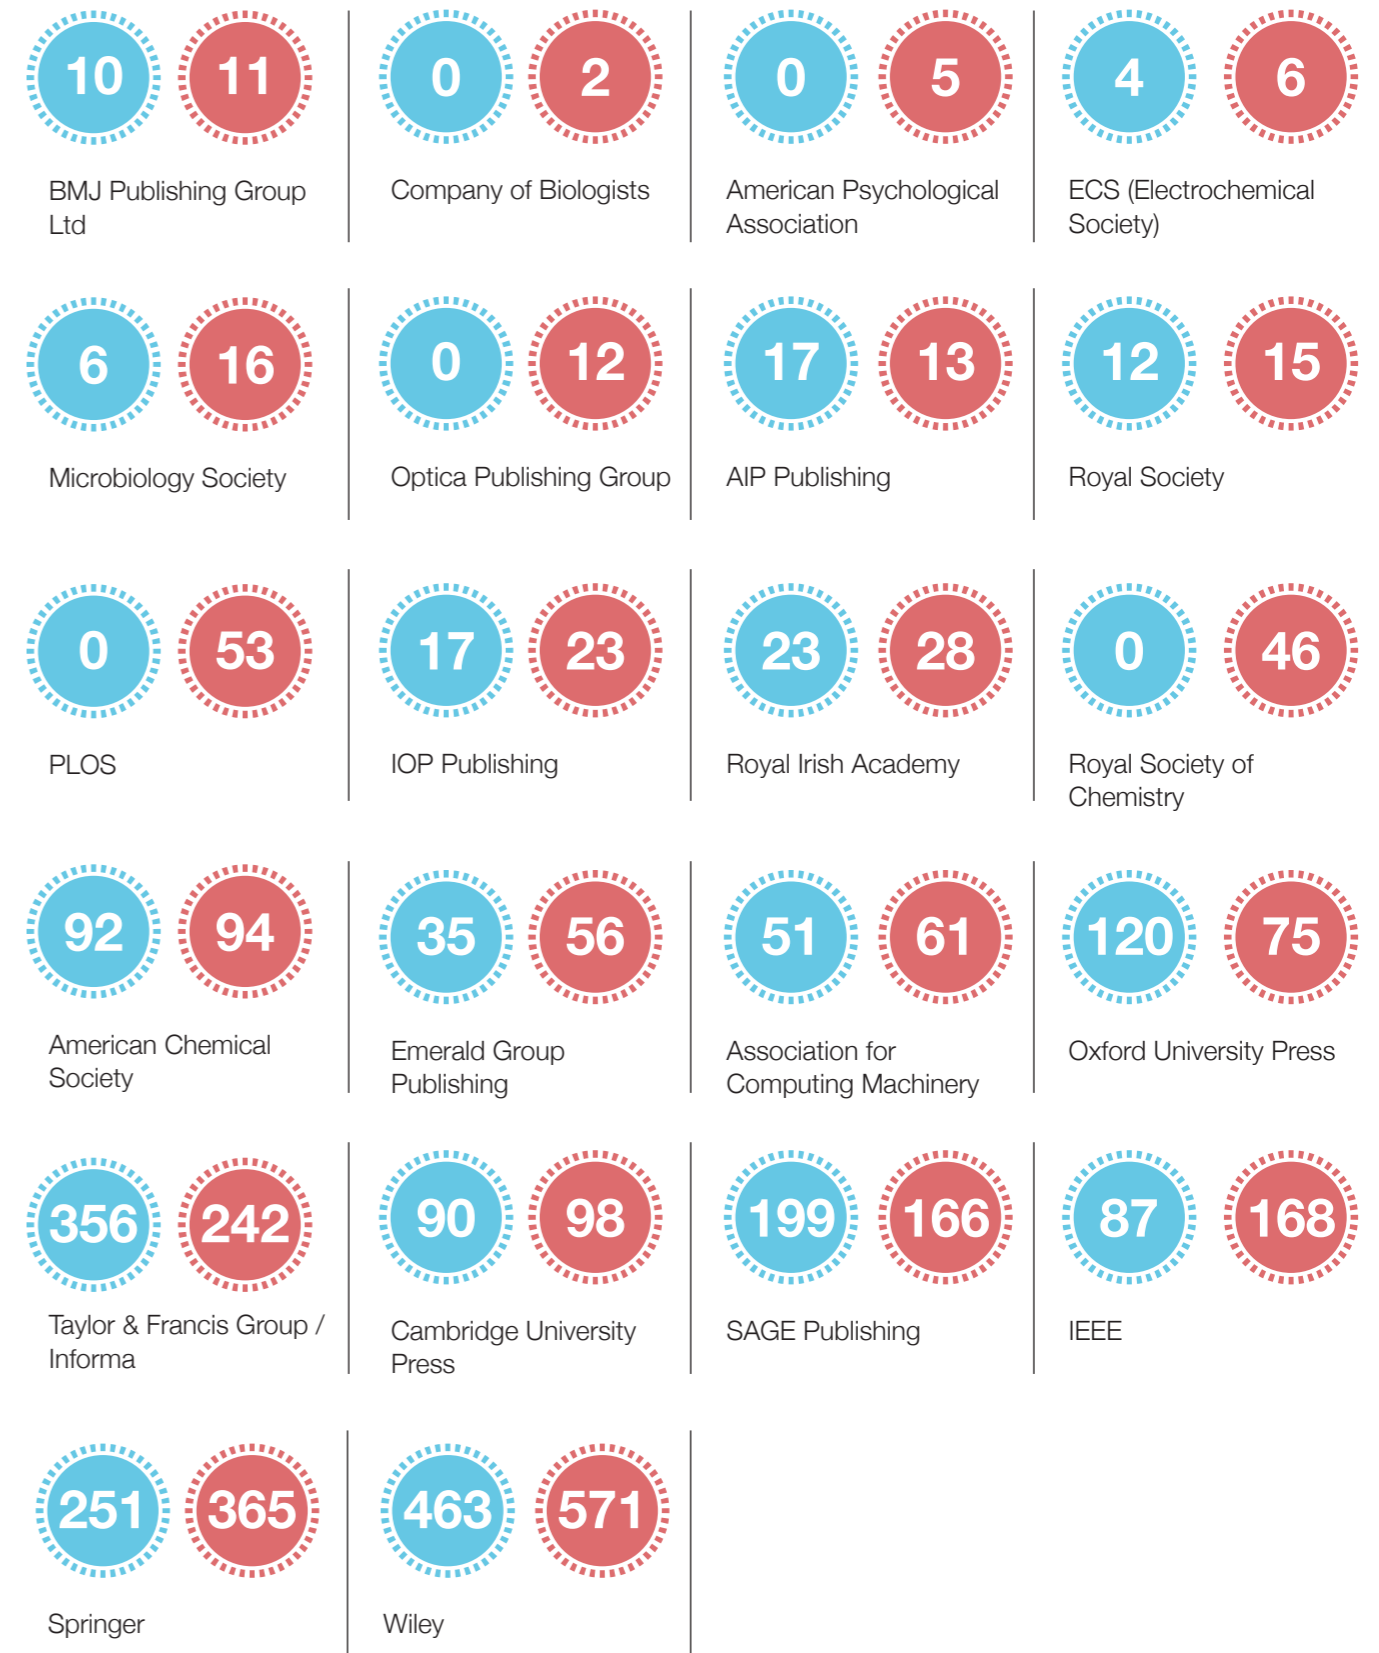 10 11
BMJ Publishing Group
Ltd
0 2
Company of Biologists
0 5
American Psychological
Association
4 6
ECS (Electrochemical
Society)
6 16
Microbiology Society
0 12
Optica Publishing Group
17 13
AIP Publishing
12 15
Royal Society
0 53
PLOS
17 23
IOP Publishing
23 28
Royal Irish Academy
0 46
Royal Society of
Chemistry
92 94
American Chemical
Society
35 56
Emerald Group
Publishing
51 61
Association for
Computing Machinery
120 75
Oxford University Press
356 242
Taylor & Francis Group /
Informa
90 98
Cambridge University
Press
199 166
SAGE Publishing
87 168
IEEE
251 365
Springer
463 571
Wiley